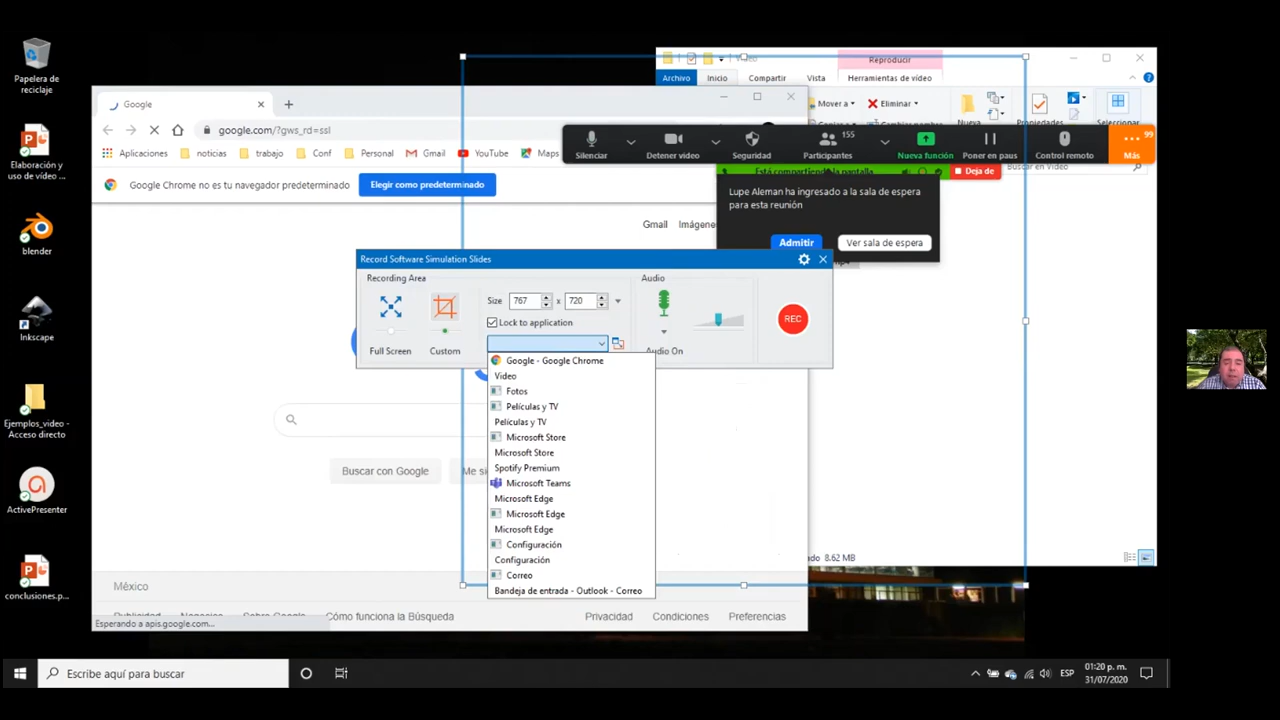 Papelera de
reciclaje
Elaboración y
uso de vídeo ...
blender
Inkscape
Ejemplos_video -
Acceso directo
ActivePresenter
conclusiones.p...
Google
google.com/?gws_rd=ssl
Aplicaciones
noticias
trabajo
Conf
Personal
Gmail
YouTube
Maps
Google Chrome no es tu navegador predeterminado
Elegir como predeterminado
Gmail
Buscar con Google
Me si
México
Cómo funciona la Búsqueda
Privacidad
Condiciones
Preferences
Esperando a apis.google.com...
Reproducir
Archivo
Inicio
Compartir
Vista
Herramientas de vídeo
Mover a
Eliminar
Silenciar
Detener video
Seguridad
155
Participantes
Nueva función
Poner en paus
Control remoto
99
Más
Deja de
Buscar en Video
Lupe Aleman ha ingresado a la sala de espera
para esta reunión
Admitir
Ver sala de espera
Record Software Simulation Slides
Recording Area
Full Screen
Custom
Size 767 x 720
Lock to application
Audio
Audio On
REC
Google - Google Chrome
Video
Fotos
Películas y TV
Películas y TV
Microsoft Store
Microsoft Store
Spotify Premium
Microsoft Teams
Microsoft Edge
Microsoft Edge
Microsoft Edge
Configuración
Configuración
Correo
Bandeja de entrada - Outlook - Correo
8.62 MB
Escribe aquí para buscar
ESP
01:20 p. m.
31/07/2020